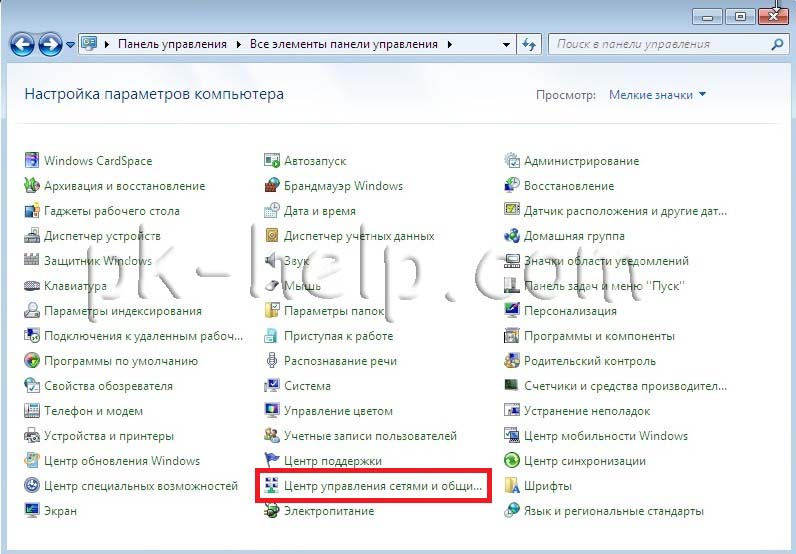 Панель управления Все элементы панели управления Поиск в панели управления
Настройка параметров компьютера Просмотр: Мелкие значки
Windows CardSpace Автозапуск Администрирование
Архивация и восстановление Брандмауэр Windows Восстановление
Гаджеты рабочего стола Дата и время Датчик расположения и другие дат...
Диспетчер устройств Диспетчер учётных данных Домашняя группа
Защитник Windows Звук Значки области уведомлений
Клавиатура Мышь Панель задач и меню "Пуск"
Параметры индексирования Параметры папок Персонализация
Подключения к удаленным рабоч... Приступая к работе Программы и компоненты
Программы по умолчанию Распознавание речи Родительский контроль
Свойства обозревателя Система Счетчики и средства производител...
Телефон и модем Управление цветом Устранение неполадок
Устройства и принтеры Учетные записи пользователей Центр мобильности Windows
Центр обновления Windows Центр поддержки Центр синхронизации
Центр специальных возможностей Центр управления сетями и общи... Шрифты
Экран Электропитание Язык и региональные стандарты
pk-help.com